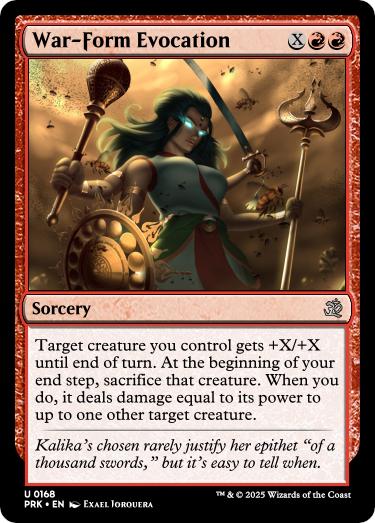 War-Form Evocation X
Sorcery
Target creature you control gets +X/+X
until end of turn. At the beginning of your
end step, sacrifice that creature. When you
do, it deals damage equal to its power to
up to one other target creature.
Kalika's chosen rarely justify her epithet “of a
thousand swords,” but it's easy to tell when.
U 0168
PRK • EN Exael Jorquera
™ & © 2025 Wizards of the Coast